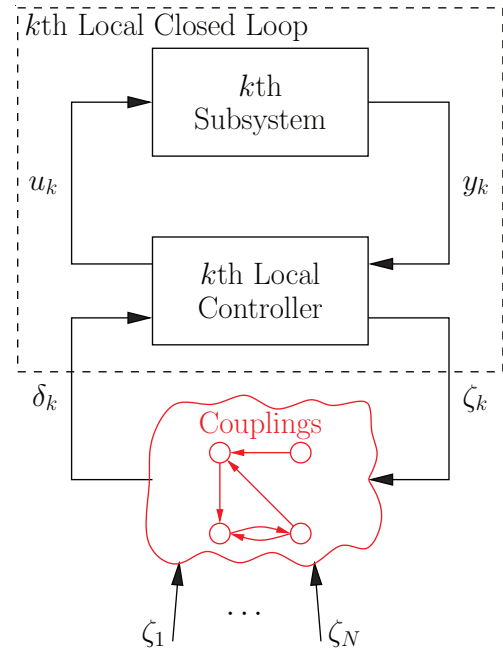 kth Local Closed Loop
kth
Subsystem
u_k
y_k
kth Local
Controller
δ_k
ζ_k
Couplings
...
ζ_1
ζ_N